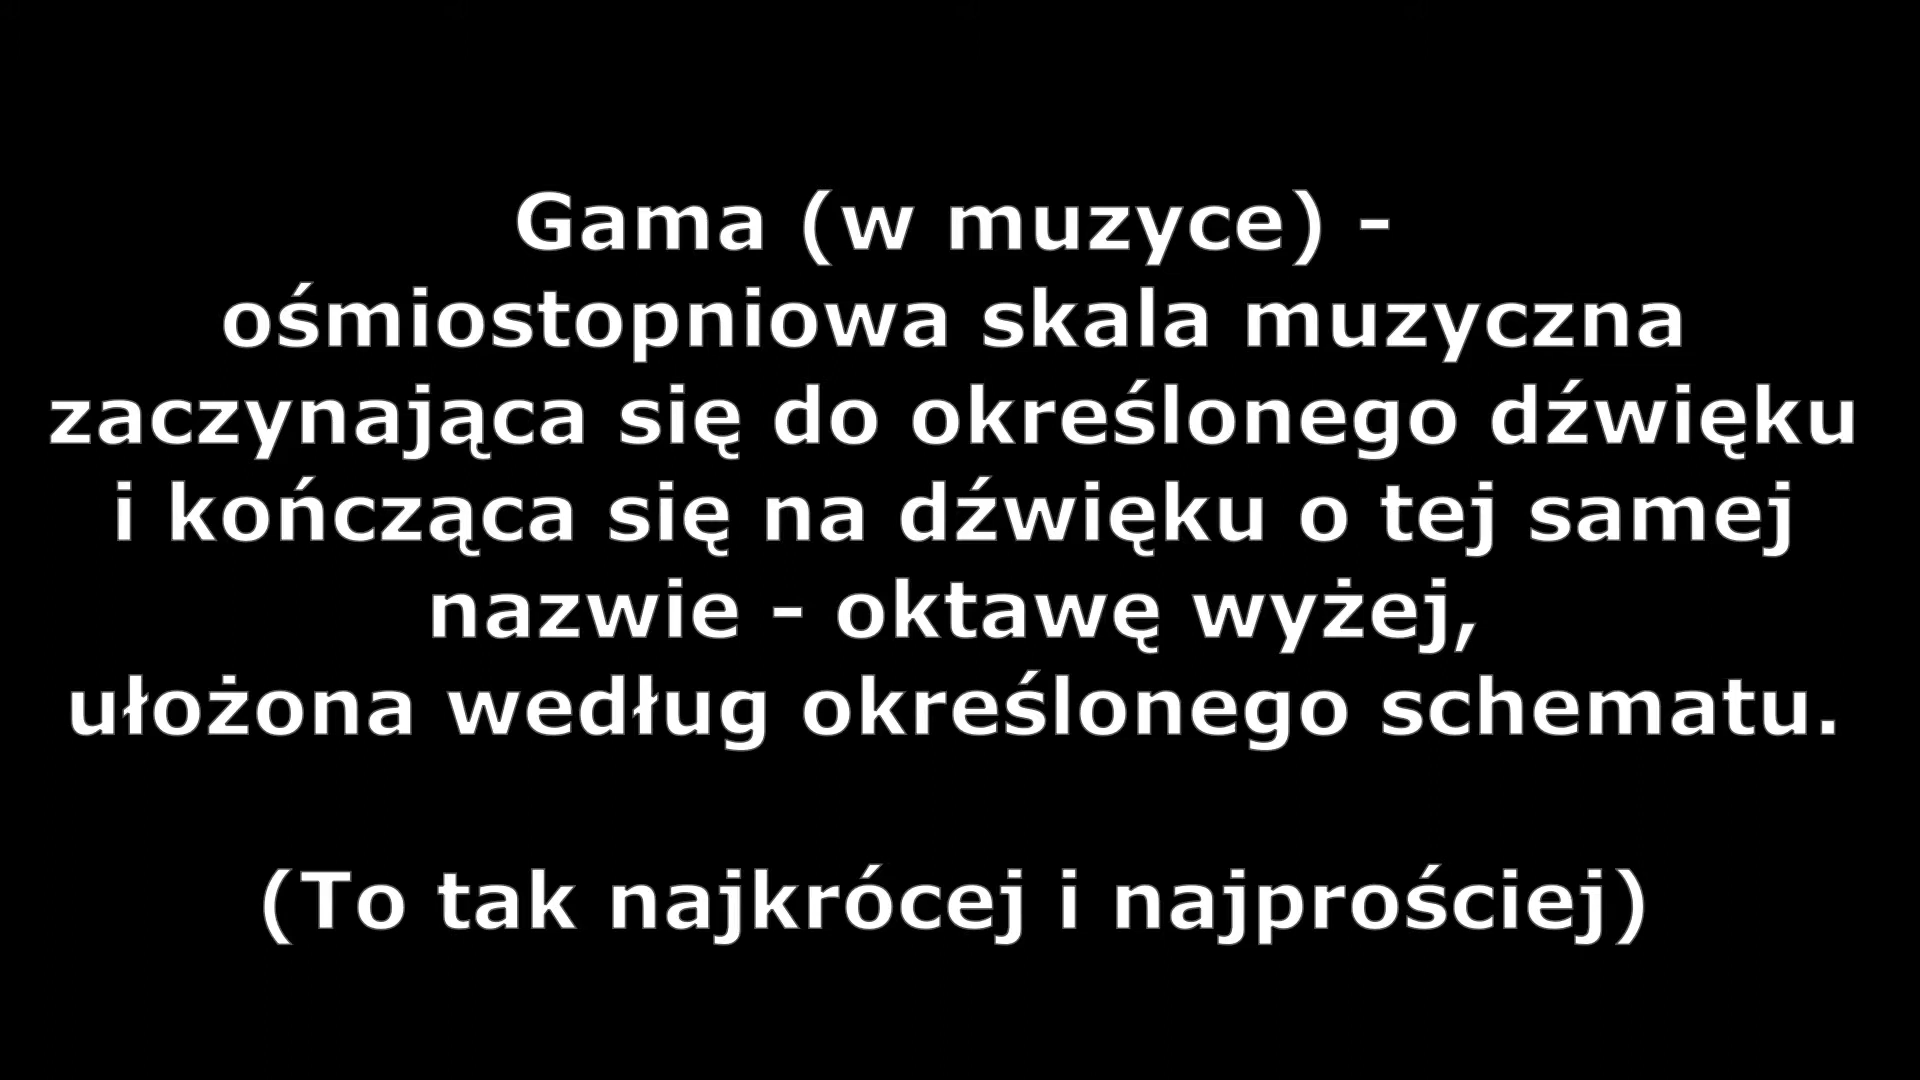 Gama (w muzyce) -
ośmiostopniowa skala muzyczna
zaczynająca się do określonego dźwięku
i kończąca się na dźwięku o tej samej
nazwie - oktawę wyżej,
ułożona według określonego schematu.
(To tak najkrócej i najprościej)